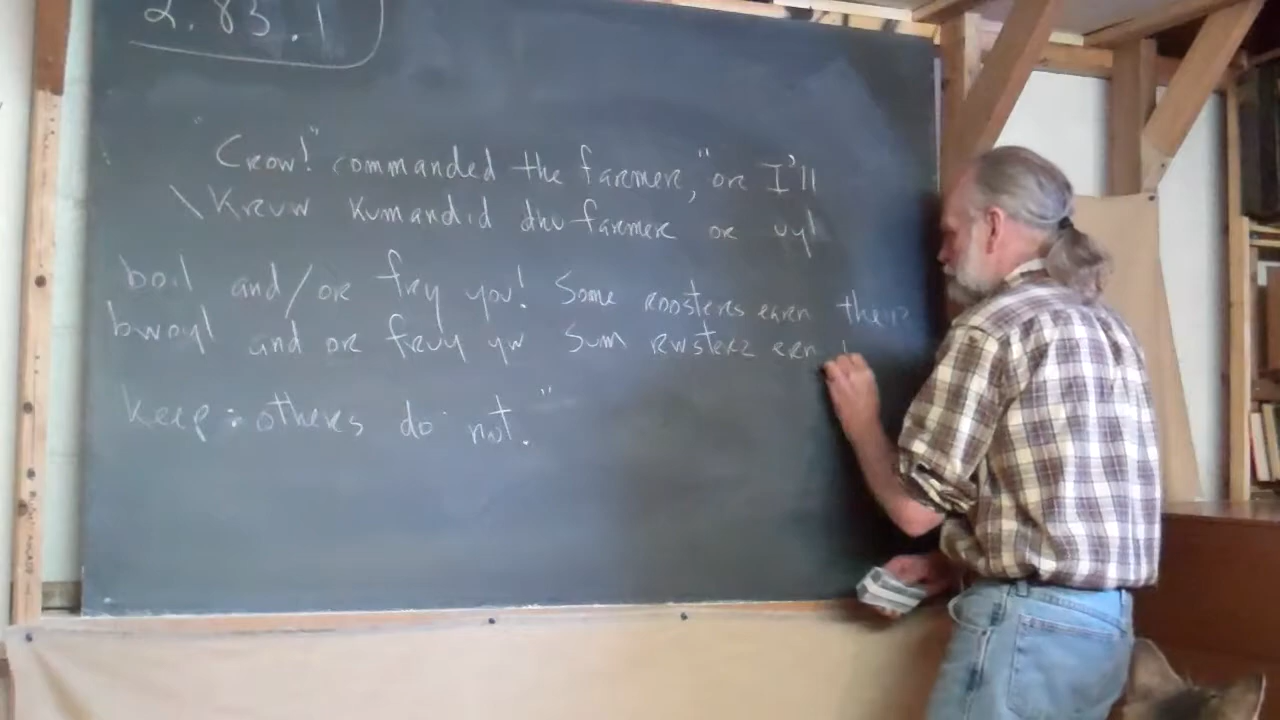 2.83.1
"Crow!" commanded the farmer, "or I'll
\Kruw kumandid dhu farmer or uyl
boil and/or fry you! Some roosters earn their
bwoyl and or fruy yw Sum rwsterz ern
keep: others do not."